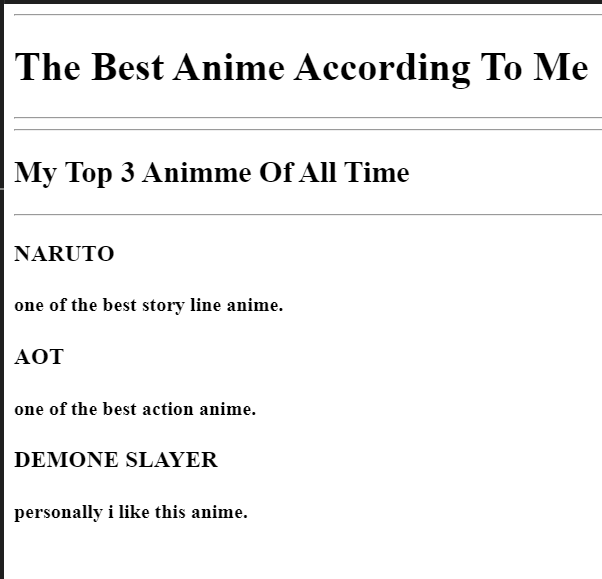 The Best Anime According To Me
My Top 3 Animme Of All Time
NARUTO
one of the best story line anime.
AOT
one of the best action anime.
DEMONE SLAYER
personally i like this anime.